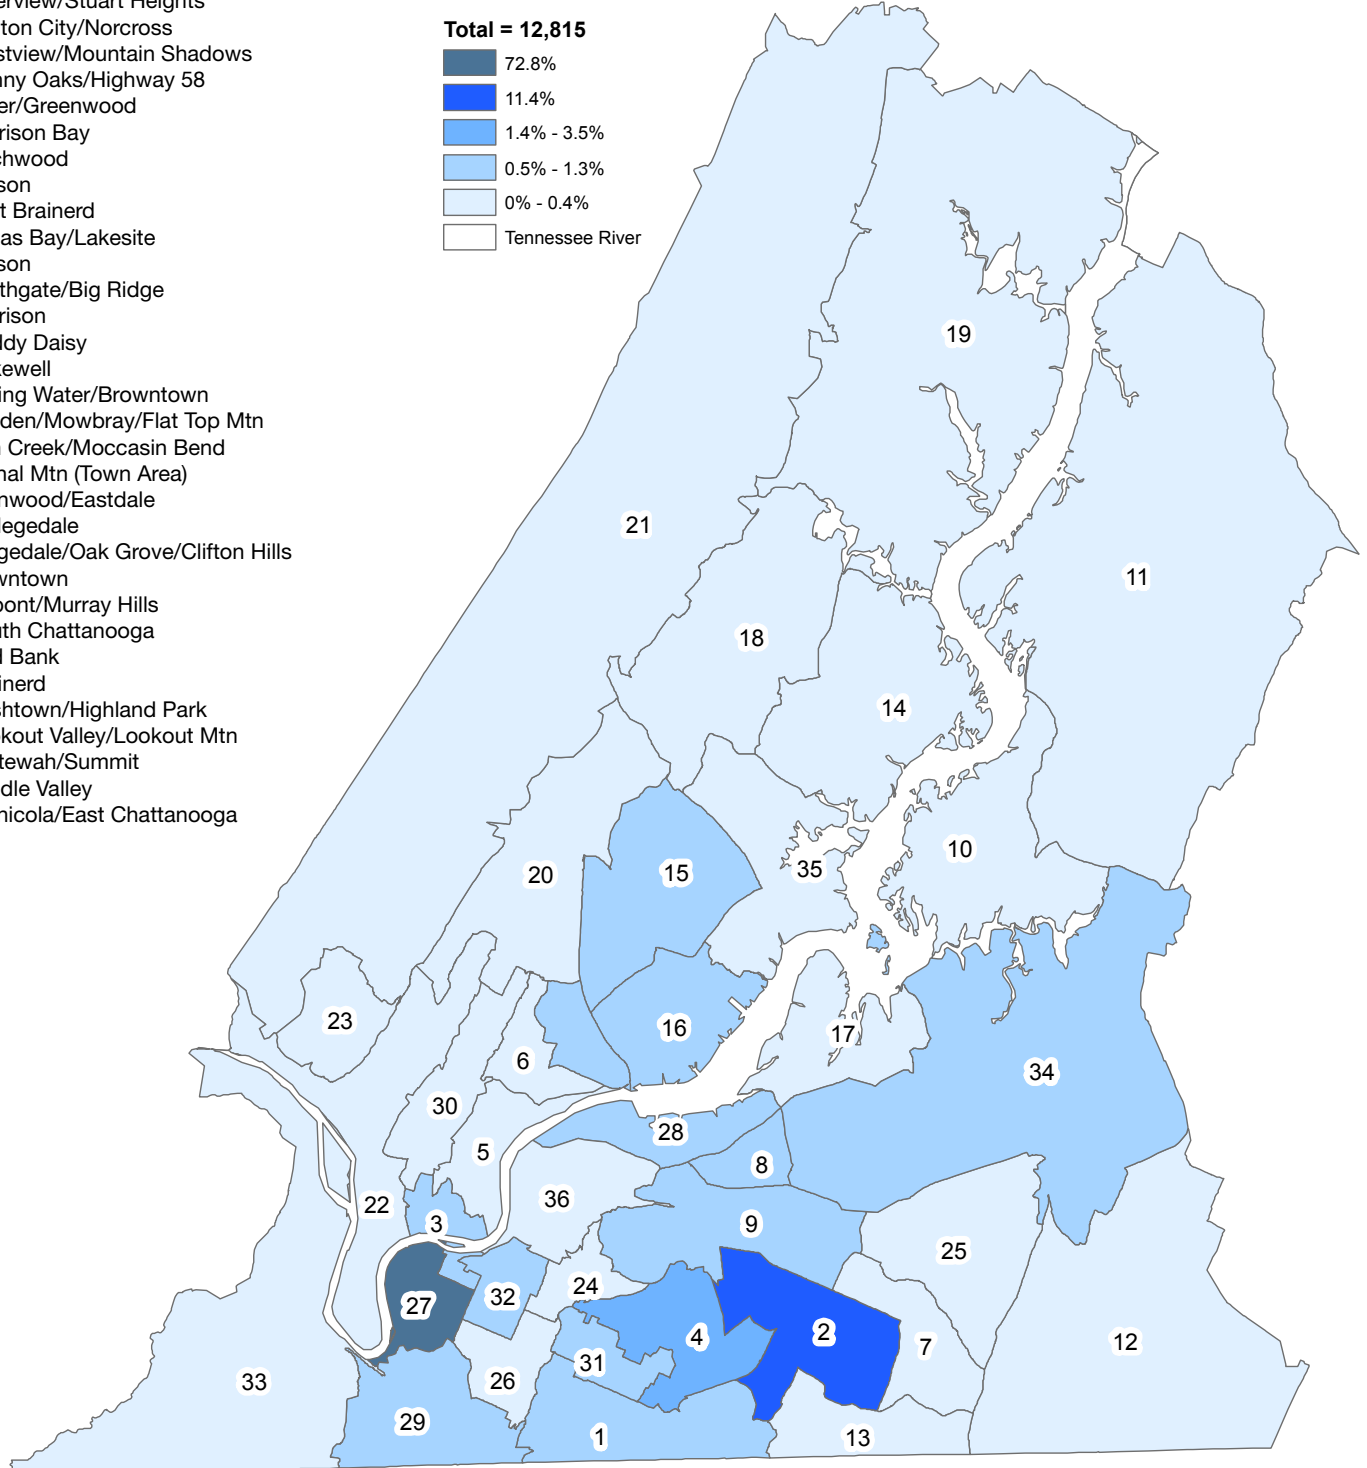 erview/Stuart Heights
ton City/Norcross
stview/Mountain Shadows
nny Oaks/Highway 58
er/Greenwood
rison Bay
chwood
son
t Brainerd
as Bay/Lakesite
son
thgate/Big Ridge
rison
ddy Daisy
ewell
ing Water/Browntown
den/Mowbray/Flat Top Mtn
Creek/Moccasin Bend
nal Mtn (Town Area)
nwood/Eastdale
legedale
gedale/Oak Grove/Clifton Hills
wntown
pont/Murray Hills
th Chattanooga
d Bank
inerd
shtown/Highland Park
kout Valley/Lookout Mtn
tewah/Summit
dle Valley
nicola/East Chattanooga
Total = 12,815
72.8%
11.4%
1.4% - 3.5%
0.5% - 1.3%
0% - 0.4%
Tennessee River
19
21
11
18
14
10
35
15
20
23
16
17
6
34
30
28
5
8
36
22
3
9
25
24
32
27
2
4
7
12
31
26
33
29
1
13